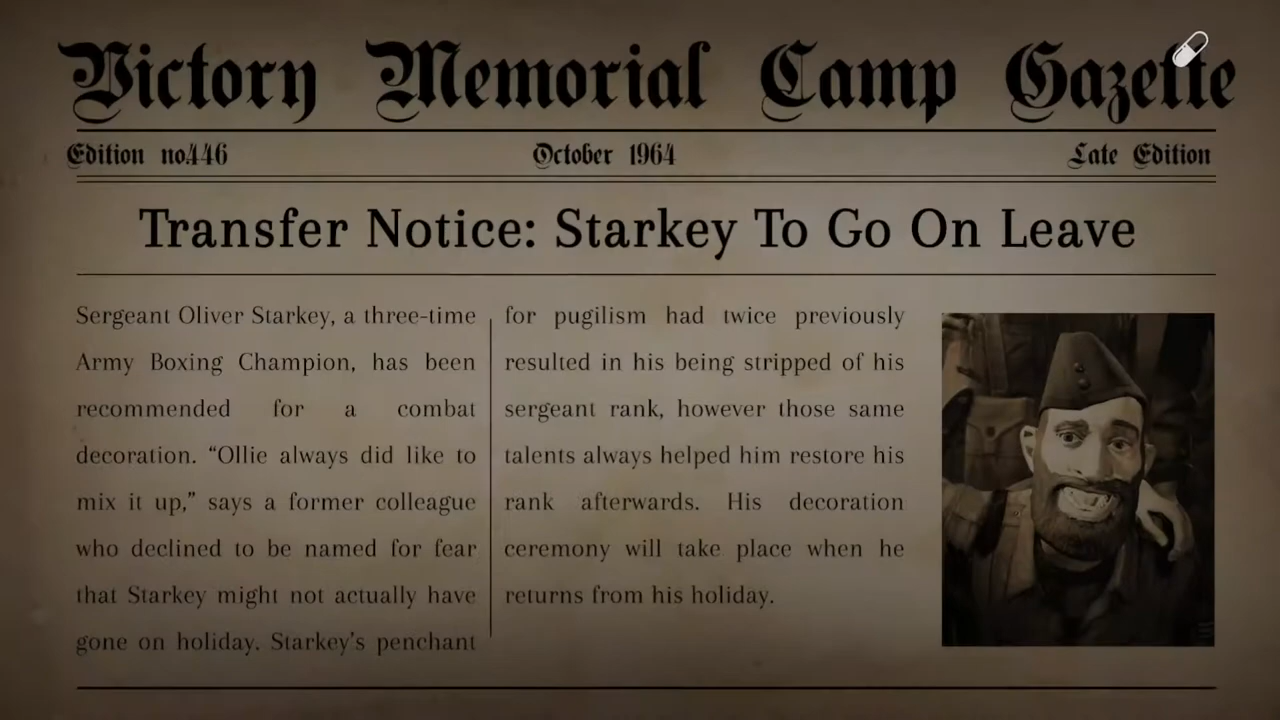 Victory Memorial Camp Gazette
Edition no.446 October 1964 Late Edition
Transfer Notice: Starkey To Go On Leave
Sergeant Oliver Starkey, a three-time
Army Boxing Champion, has been
recommended for a combat
decoration. “Ollie always did like to
mix it up,” says a former colleague
who declined to be named for fear
that Starkey might not actually have
gone on holiday. Starkey’s penchant
for pugilism had twice previously
resulted in his being stripped of his
sergeant rank, however those same
talents always helped him restore his
rank afterwards. His decoration
ceremony will take place when he
returns from his holiday.